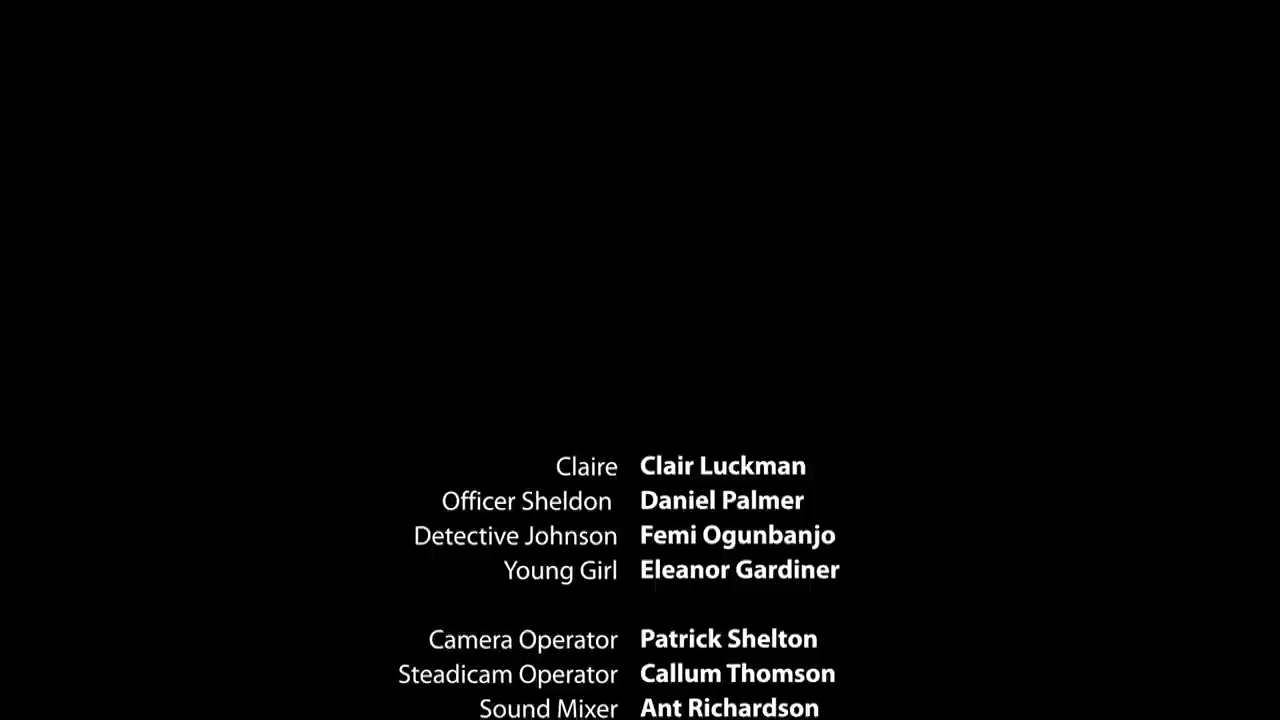 Claire Clair Luckman
Officer Sheldon Daniel Palmer
Detective Johnson Femi Ogunbanjo
Young Girl Eleanor Gardiner
Camera Operator Patrick Shelton
Steadicam Operator Callum Thomson
Sound Mixer Ant Richardson